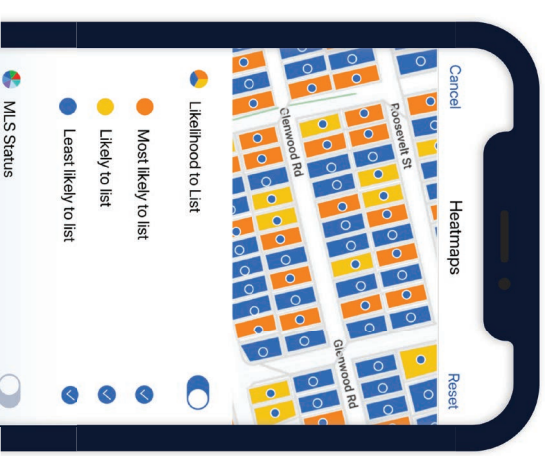 Cancel Heatmaps Reset
Roosevelt St
Glenwood Rd
Glenwood Rd
Likelihood to List
Most likely to list
Likely to list
Least likely to list
MLS Status